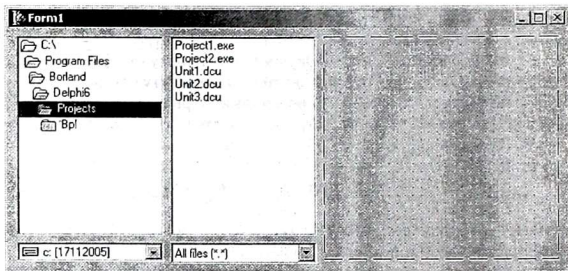 Form1
C:\
Program Files
Borland
Delphi6
Projects
Bpl
Project1.exe
Project2.exe
Unit1.dcu
Unit2.dcu
Unit3.dcu
c: [17112005]
All files (*.*)